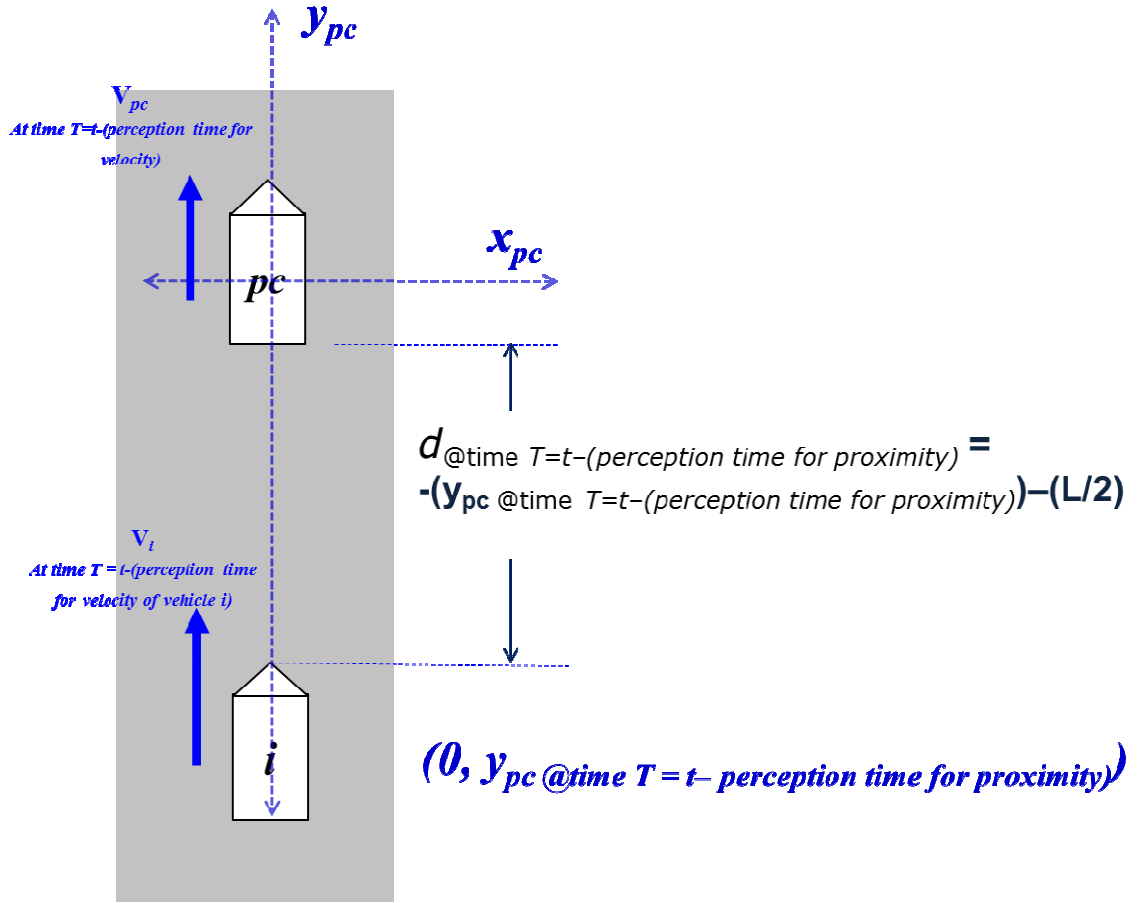 y_pc
V_pc
At time T=t-(perception time for
velocity)
x_pc
pc
d@time T=t–(perception time for proximity) =
-(y_pc @time T=t–(perception time for proximity))–(L/2)
V_i
At time T = t-(perception time
for velocity of vehicle i)
i
(0, y_pc @time T = t– perception time for proximity))